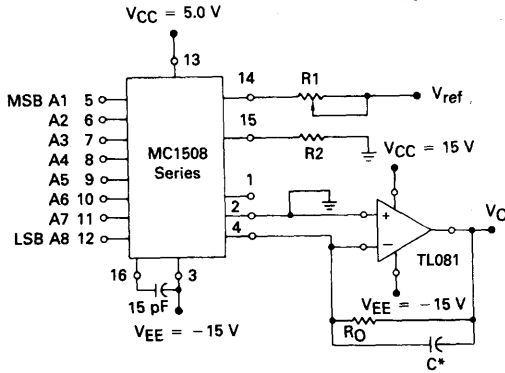 VCC = 5.0 V
13
MSB A1 5
A2 6
A3 7
A4 8
A5 9
A6 10
A7 11
LSB A8 12
MC1508
Series
14
R1
Vref
15
R2
1
2
4
VCC = 15 V
+
−
TL081
VO
VEE = −15 V
RO
C*
16
3
15 pF
VEE = −15 V